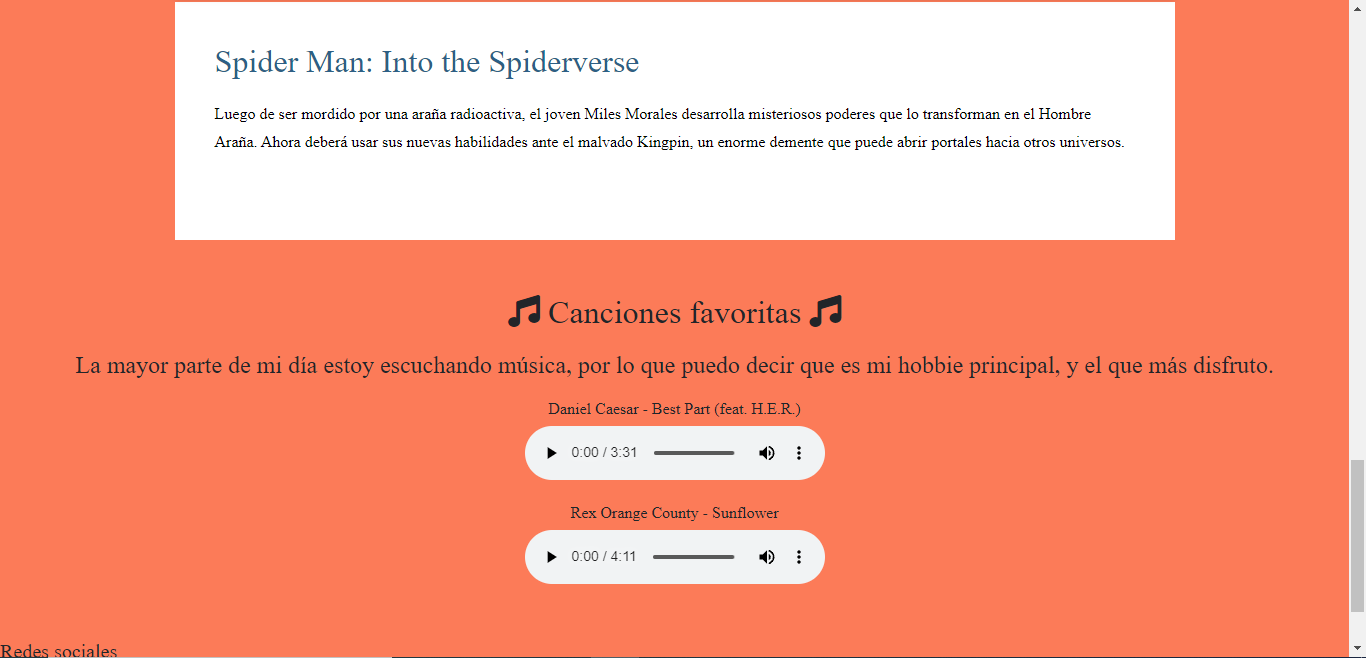 Spider Man: Into the Spiderverse
Luego de ser mordido por una araña radioactiva, el joven Miles Morales desarrolla misteriosos poderes que lo transforman en el Hombre
Araña. Ahora deberá usar sus nuevas habilidades ante el malvado Kingpin, un enorme demente que puede abrir portales hacia otros universos.
Canciones favoritas
La mayor parte de mi día estoy escuchando música, por lo que puedo decir que es mi hobbie principal, y el que más disfruto.
Daniel Caesar - Best Part (feat. H.E.R.)
0:00 / 3:31
Rex Orange County - Sunflower
0:00 / 4:11
Redes sociales